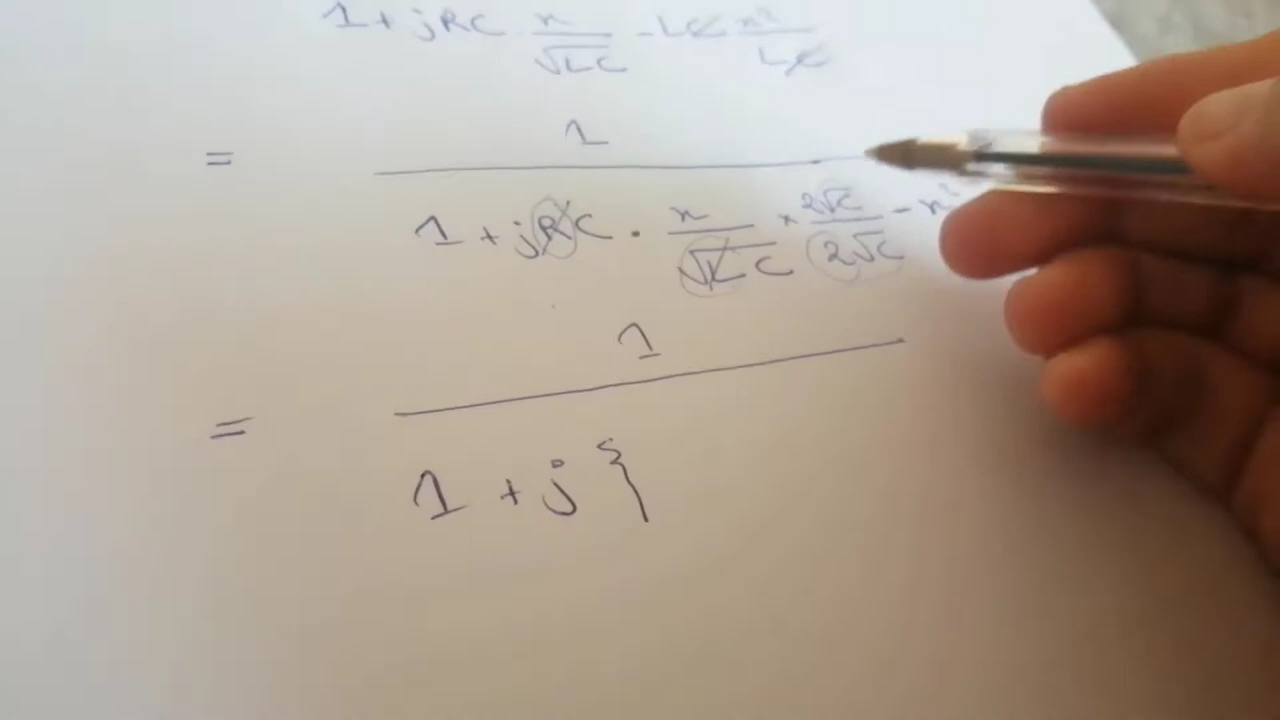 1 + jRC x/√LC - LC x²/LC
= 1
1 + jRC . x/√LC × 2√C/2√C - x²
= 1
1 + j ξ